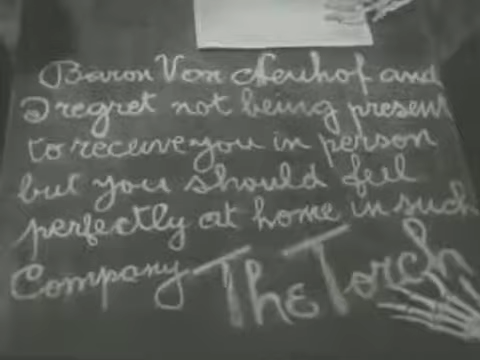 Baron Von Neuhof and
I regret not being present
to receive you in person
but you should feel
perfectly at home in such
Company The Torch